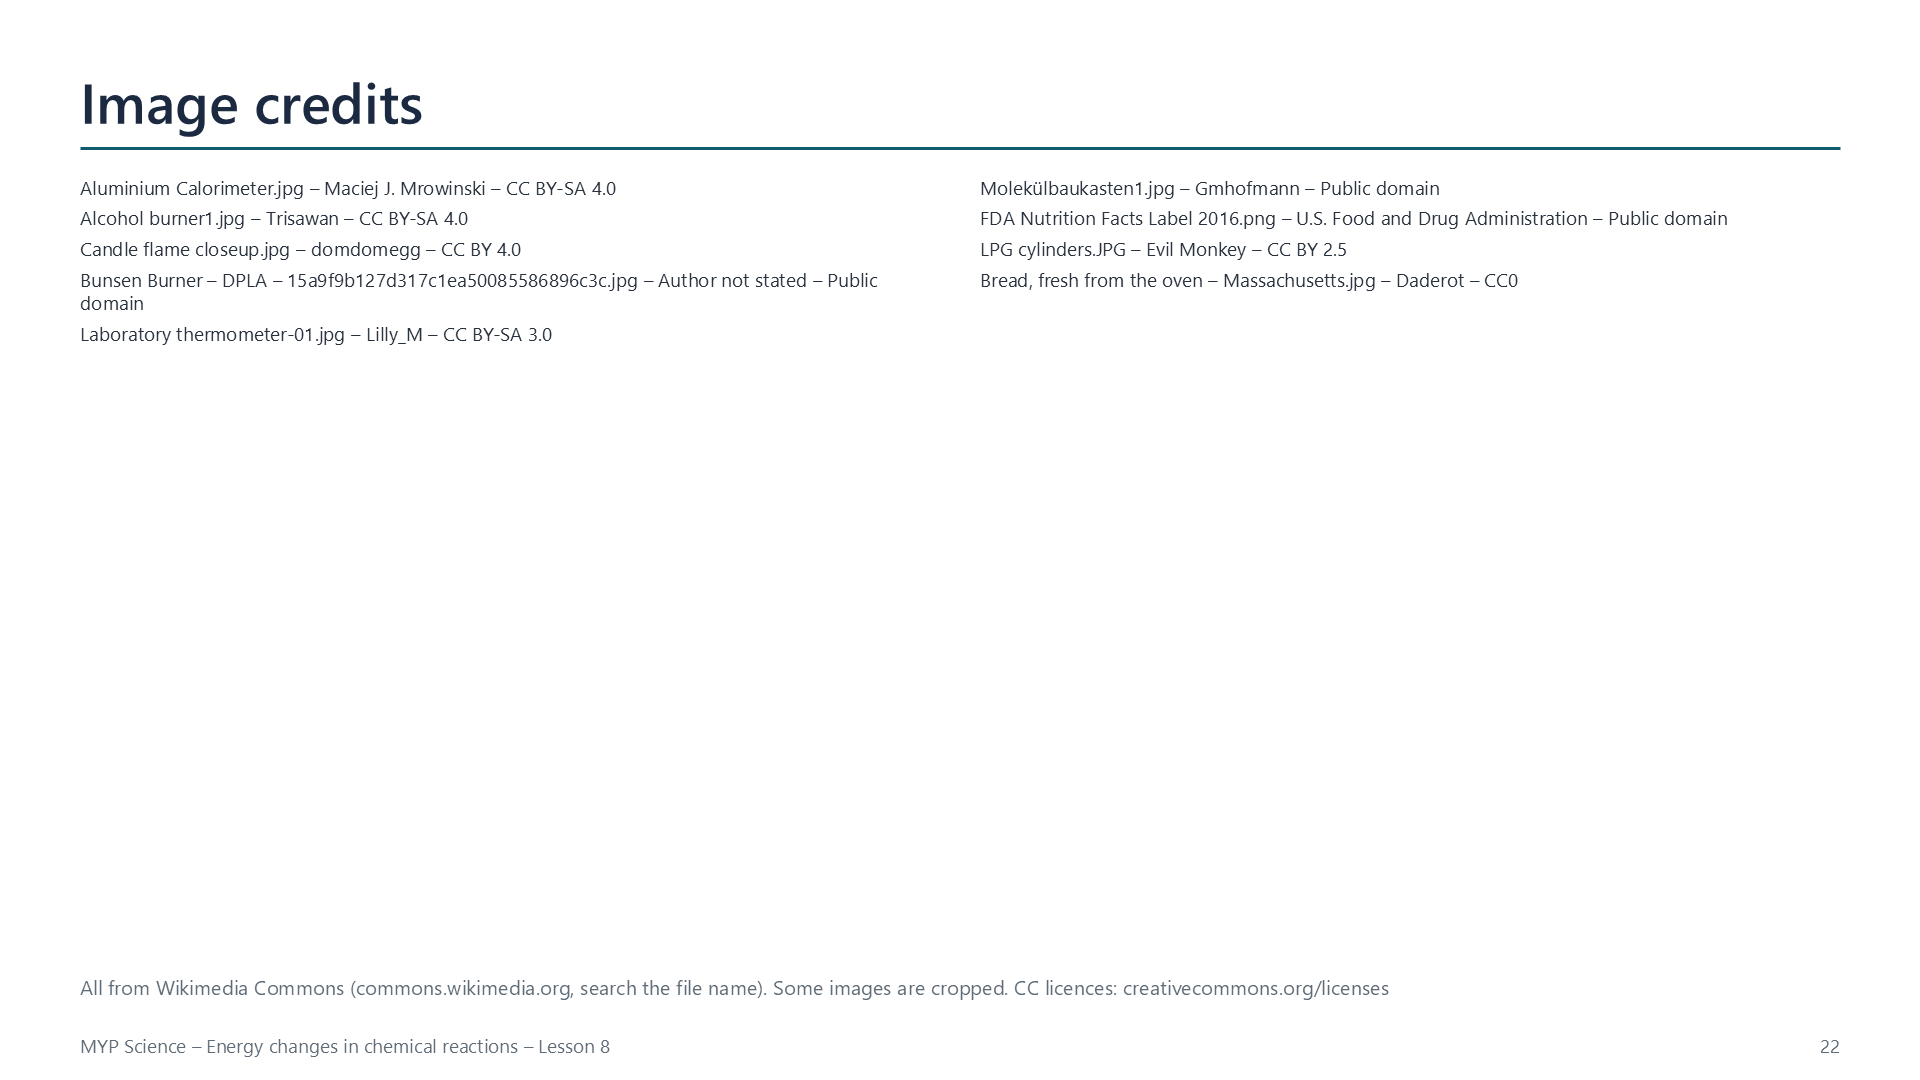 Image credits
Aluminium Calorimeter.jpg – Maciej J. Mrowinski – CC BY-SA 4.0
Alcohol burner1.jpg – Trisawan – CC BY-SA 4.0
Candle flame closeup.jpg – domdomegg – CC BY 4.0
Bunsen Burner – DPLA – 15a9f9b127d317c1ea50085586896c3c.jpg – Author not stated – Public
domain
Laboratory thermometer-01.jpg – Lilly_M – CC BY-SA 3.0
Molekülbaukasten1.jpg – Gmhofmann – Public domain
FDA Nutrition Facts Label 2016.png – U.S. Food and Drug Administration – Public domain
LPG cylinders.JPG – Evil Monkey – CC BY 2.5
Bread, fresh from the oven – Massachusetts.jpg – Daderot – CC0
All from Wikimedia Commons (commons.wikimedia.org, search the file name). Some images are cropped. CC licences: creativecommons.org/licenses
MYP Science – Energy changes in chemical reactions – Lesson 8
22